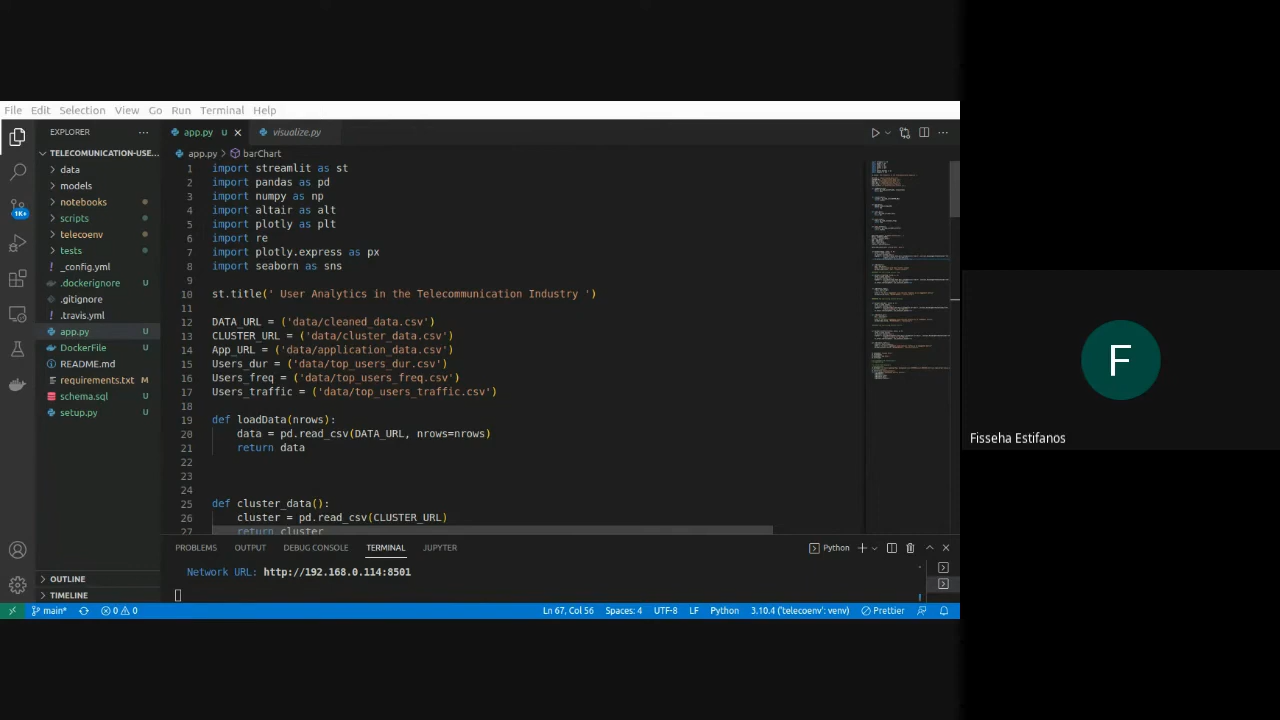 File Edit Selection View Go Run Terminal Help
EXPLORER ...
app.py U
visualize.py
TELECOMUNICATION-USE...
data
models
notebooks
scripts
telecoenv
tests
_config.yml
.dockerignore U
.gitignore
.travis.yml
app.py U
DockerFile U
README.md
requirements.txt M
schema.sql U
setup.py U
OUTLINE
TIMELINE
1K+
app.py > barChart
1 import streamlit as st
2 import pandas as pd
3 import numpy as np
4 import altair as alt
5 import plotly as plt
6 import re
7 import plotly.express as px
8 import seaborn as sns
9
10 st.title(' User Analytics in the Telecommunication Industry ')
11
12 DATA_URL = ('data/cleaned_data.csv')
13 CLUSTER_URL = ('data/cluster_data.csv')
14 App_URL = ('data/application_data.csv')
15 Users_dur = ('data/top_users_dur.csv')
16 Users_freq = ('data/top_users_freq.csv')
17 Users_traffic = ('data/top_users_traffic.csv')
18
19 def loadData(nrows):
20 data = pd.read_csv(DATA_URL, nrows=nrows)
21 return data
22
23
24
25 def cluster_data():
26 cluster = pd.read_csv(CLUSTER_URL)
27 return cluster
PROBLEMS OUTPUT DEBUG CONSOLE TERMINAL JUPYTER
Python
Network URL: http://192.168.0.114:8501
main* 0 0
Ln 67, Col 56 Spaces: 4 UTF-8 LF Python 3.10.4 ('telecoenv': venv) Prettier
F
Fisseha Estifanos